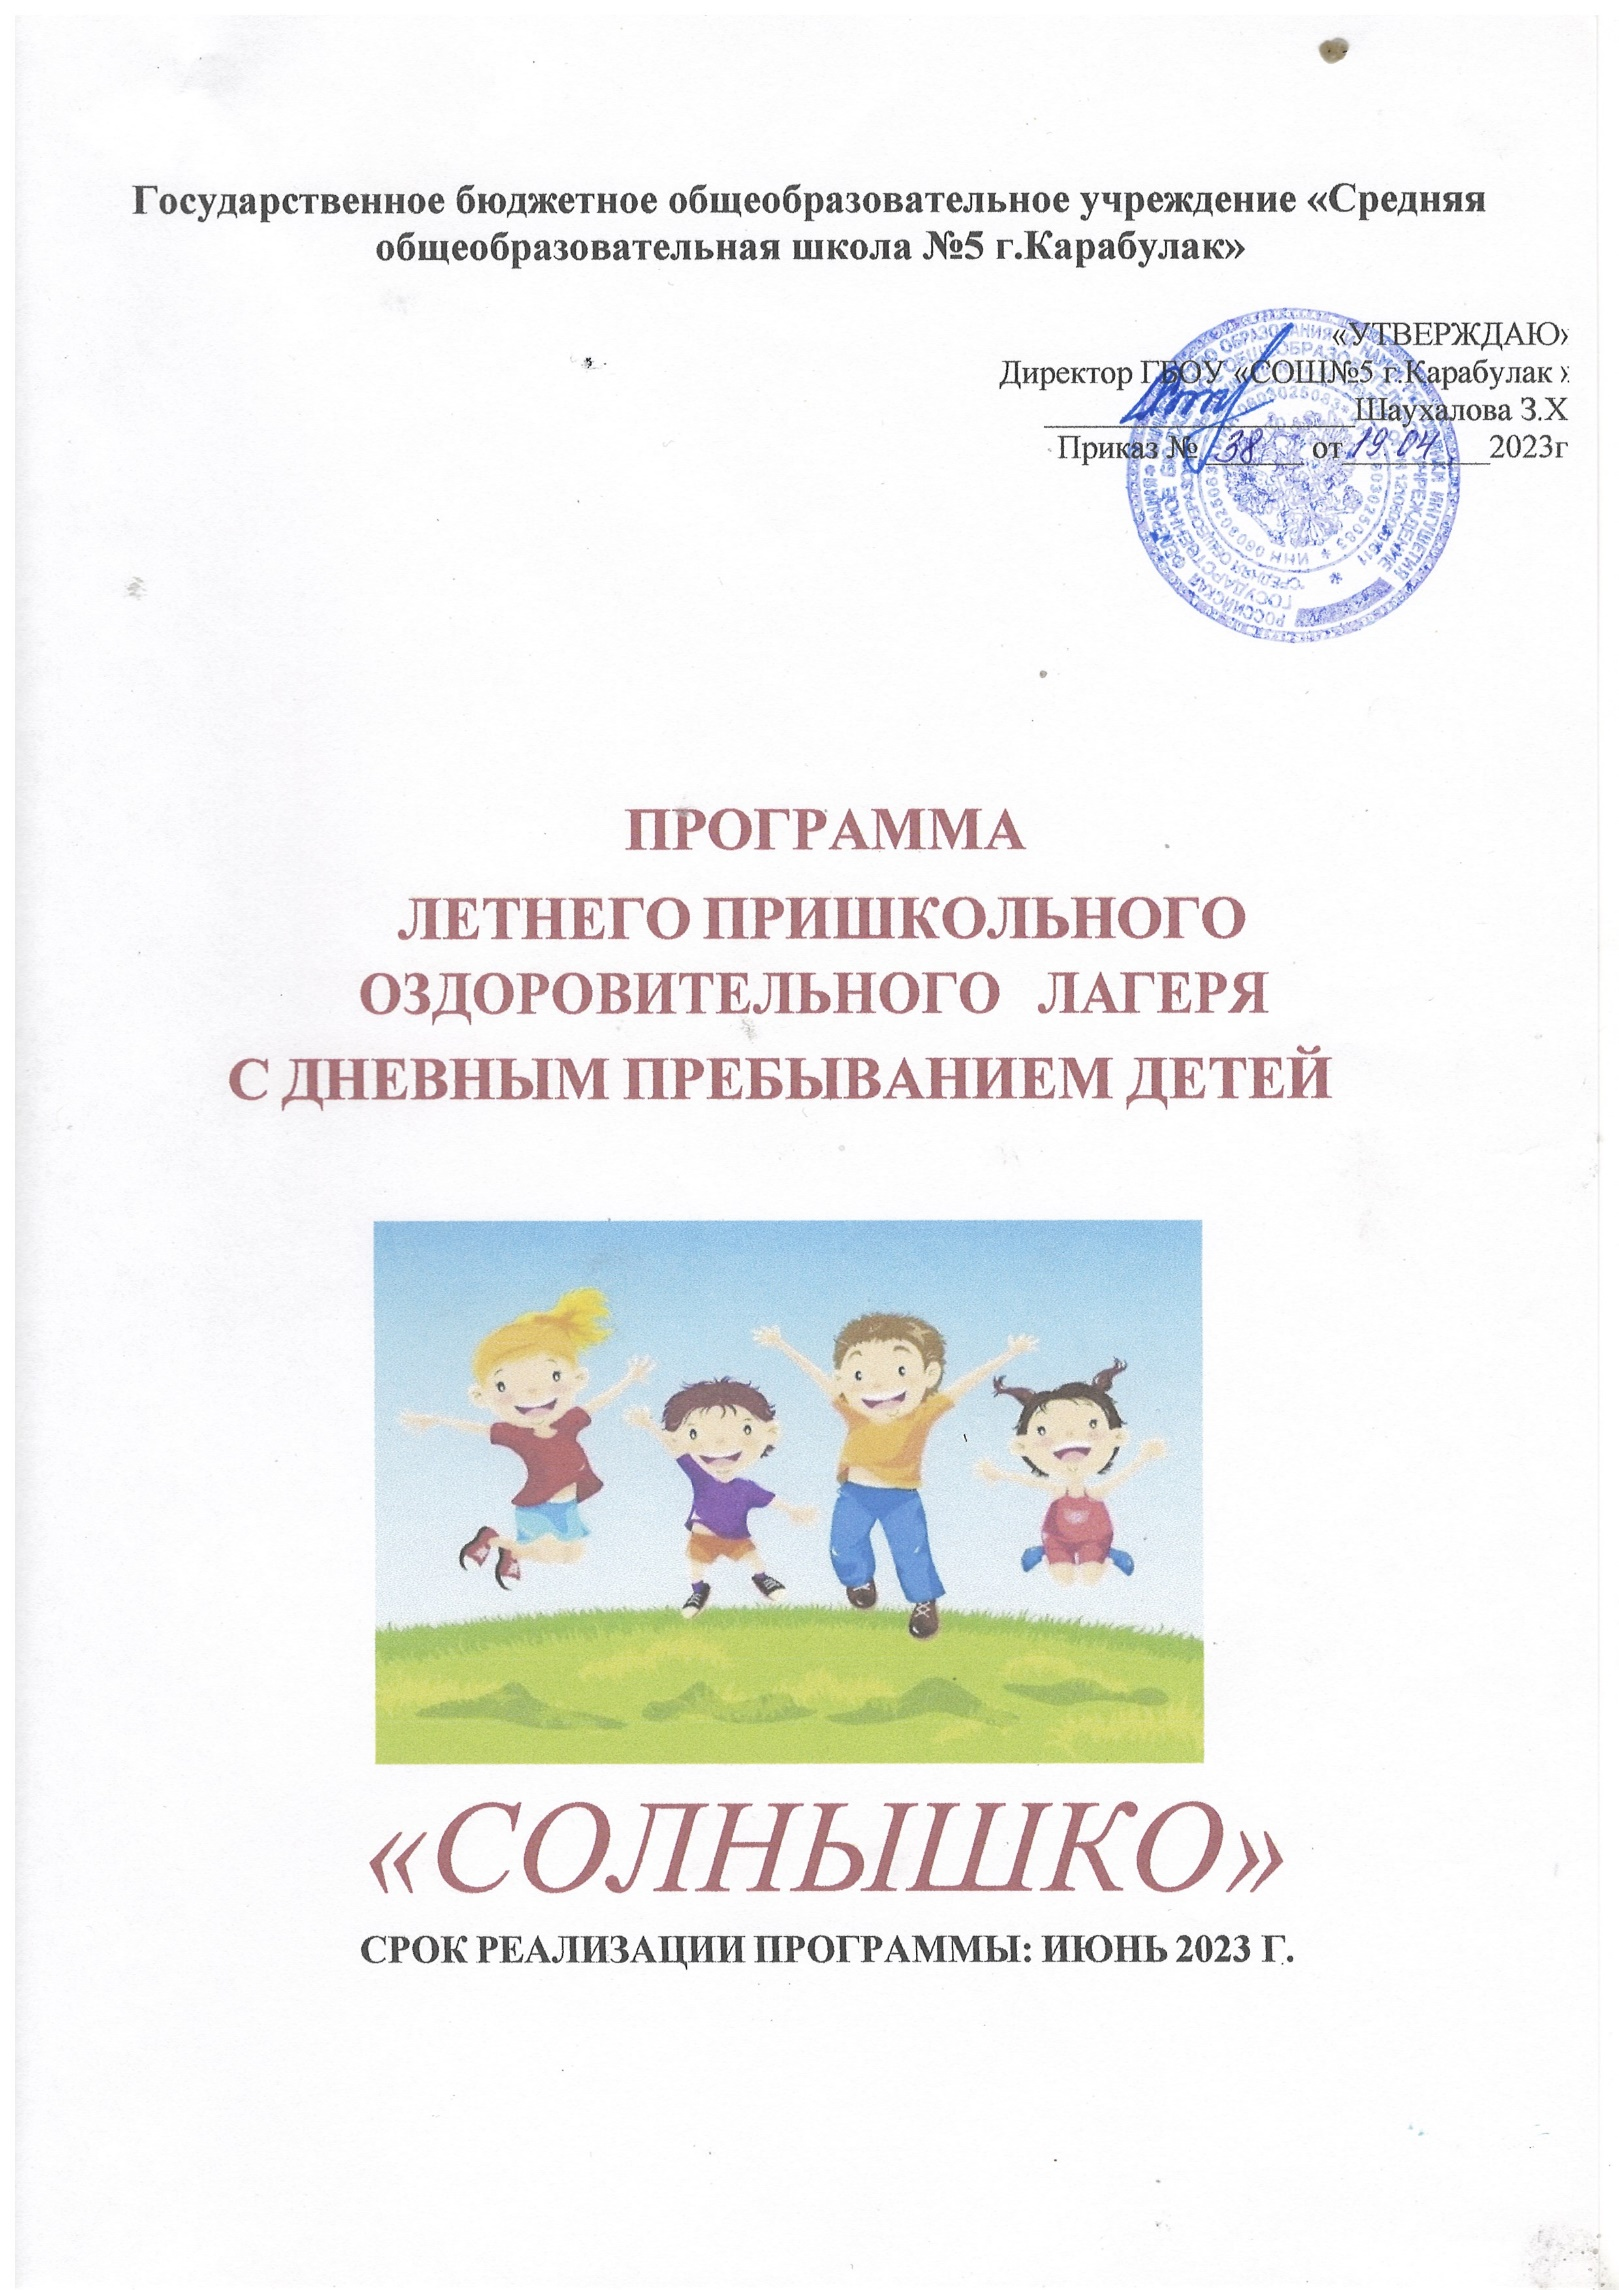 Государственное бюджетное общеобразовательное учреждение «Средняя
общеобразовательная школа №5 г.Карабулак»
«УТВЕРЖДАЮ»
Директор ГБОУ «СОШ№5 г.Карабулак »
Шаухалова З.Х
Приказ № 38 от 19.04. 2023г
ПРОГРАММА
ЛЕТНЕГО ПРИШКОЛЬНОГО
ОЗДОРОВИТЕЛЬНОГО ЛАГЕРЯ
С ДНЕВНЫМ ПРЕБЫВАНИЕМ ДЕТЕЙ
«СОЛНЫШКО»
СРОК РЕАЛИЗАЦИИ ПРОГРАММЫ: ИЮНЬ 2023 Г.